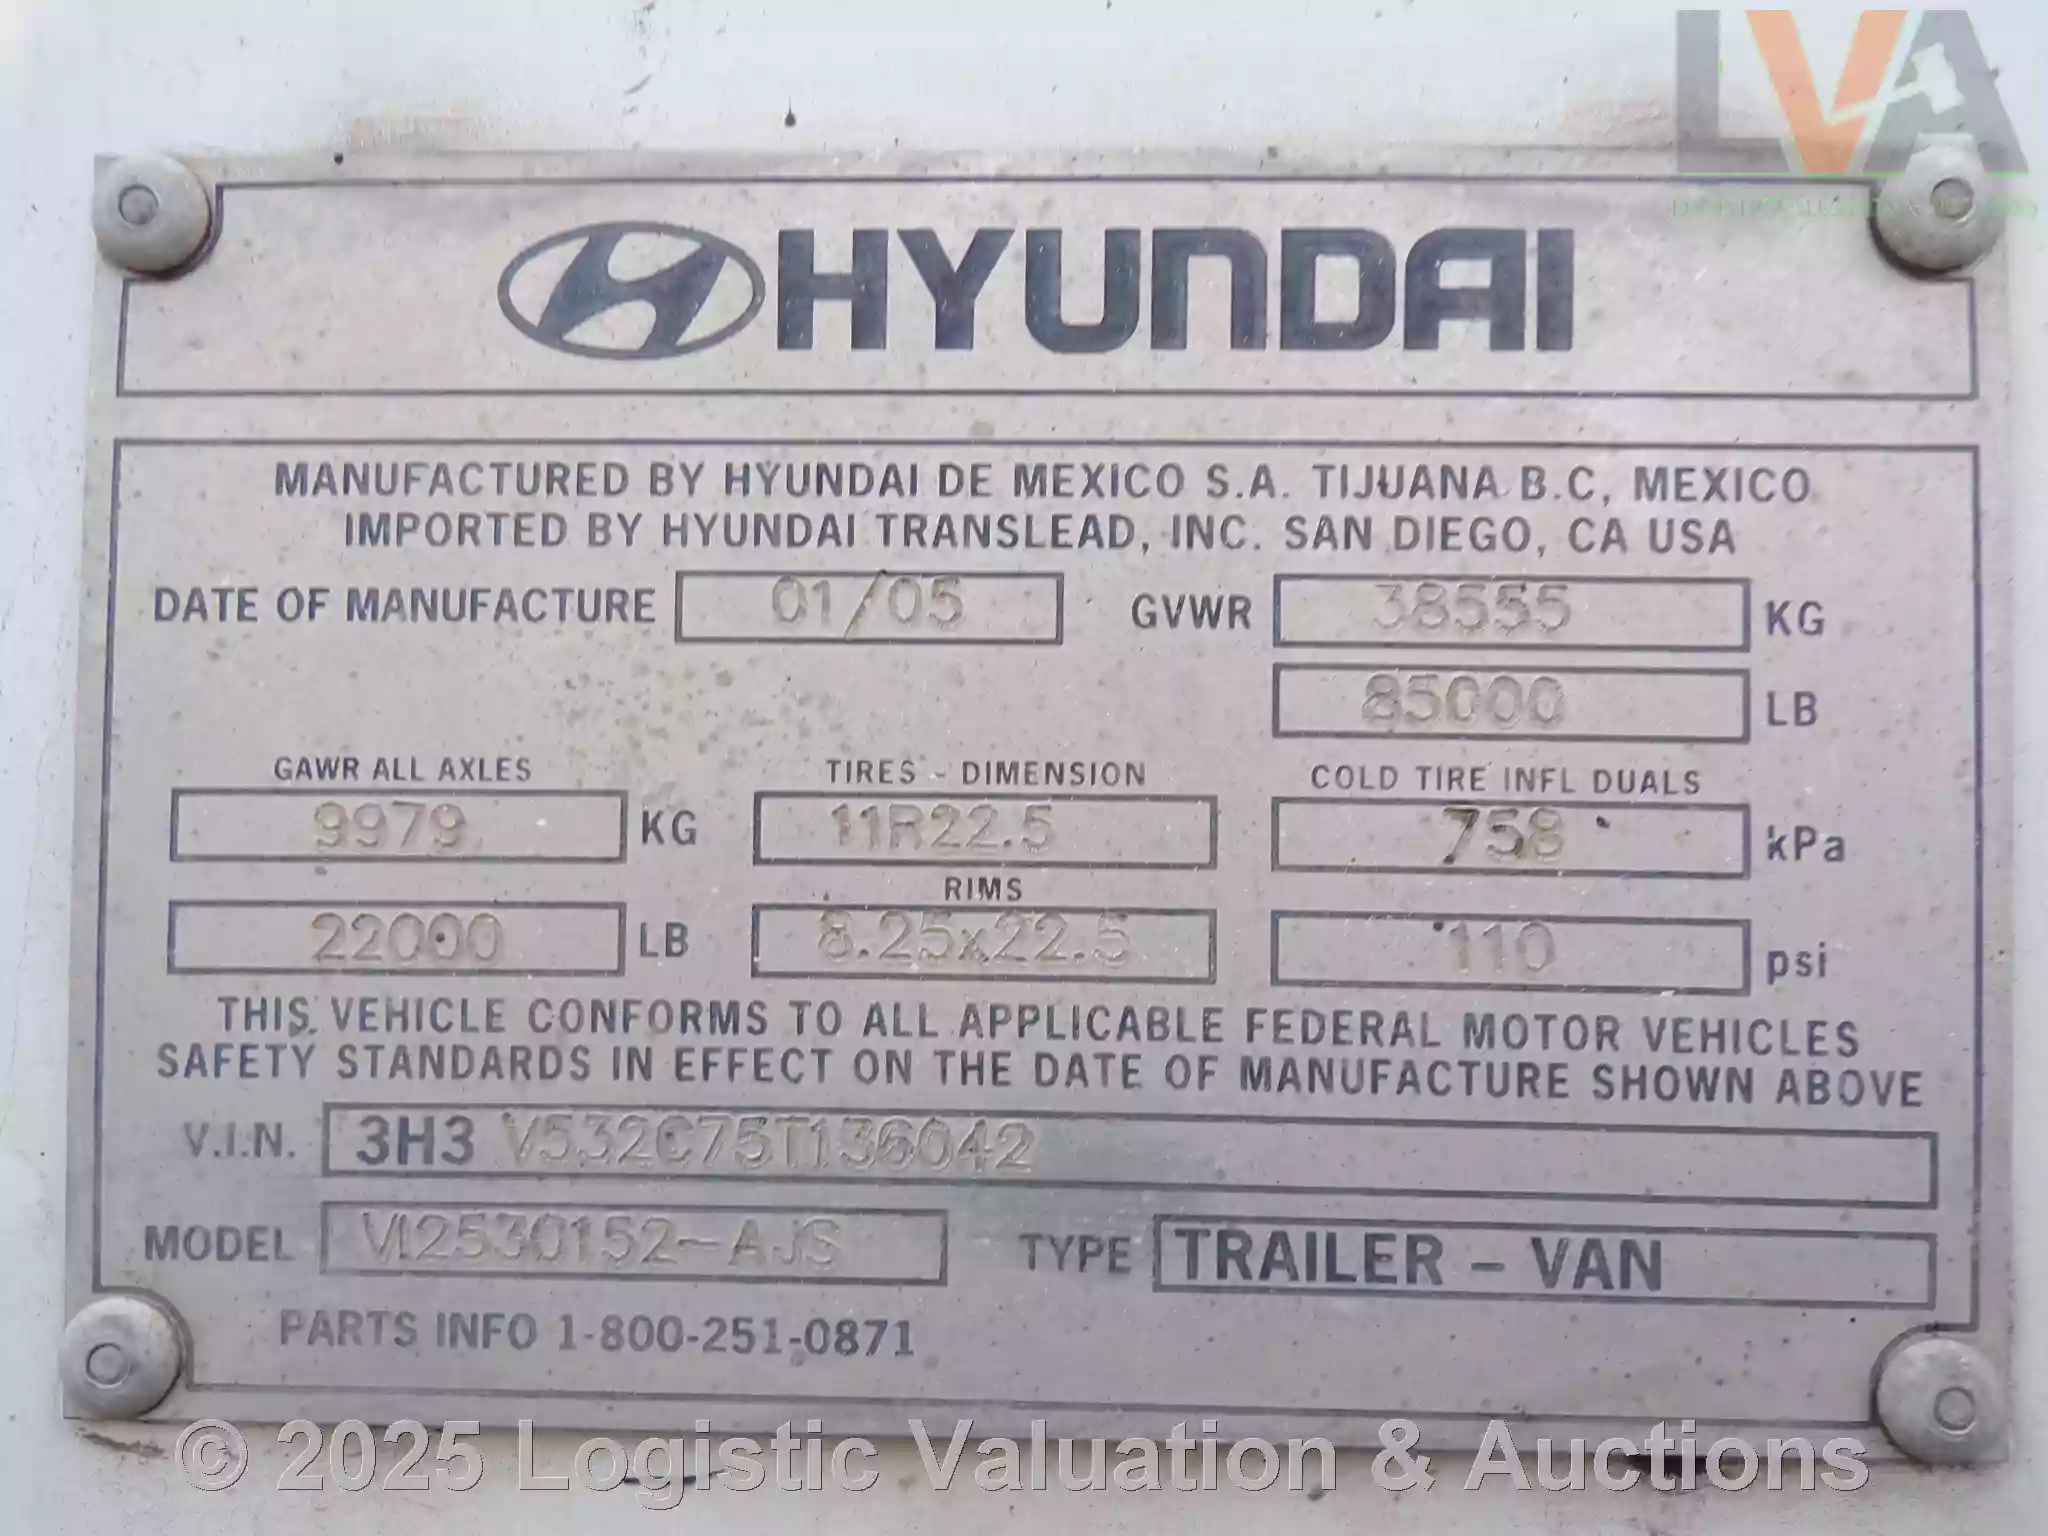 LVA
HYUNDAI
MANUFACTURED BY HYUNDAI DE MEXICO S.A. TIJUANA B.C, MEXICO
IMPORTED BY HYUNDAI TRANSLEAD, INC. SAN DIEGO, CA USA
DATE OF MANUFACTURE 01/05 GVWR 38555 KG
85000 LB
GAWR ALL AXLES TIRES - DIMENSION COLD TIRE INFL DUALS
9979 KG 11R22.5 758 kPa
RIMS
22000 LB 8.25x22.5 110 psi
THIS VEHICLE CONFORMS TO ALL APPLICABLE FEDERAL MOTOR VEHICLES
SAFETY STANDARDS IN EFFECT ON THE DATE OF MANUFACTURE SHOWN ABOVE
V.I.N. 3H3 V532C75T136042
MODEL VI2530152-AJS TYPE TRAILER - VAN
PARTS INFO 1-800-251-0871
© 2025 Logistic Valuation & Auctions